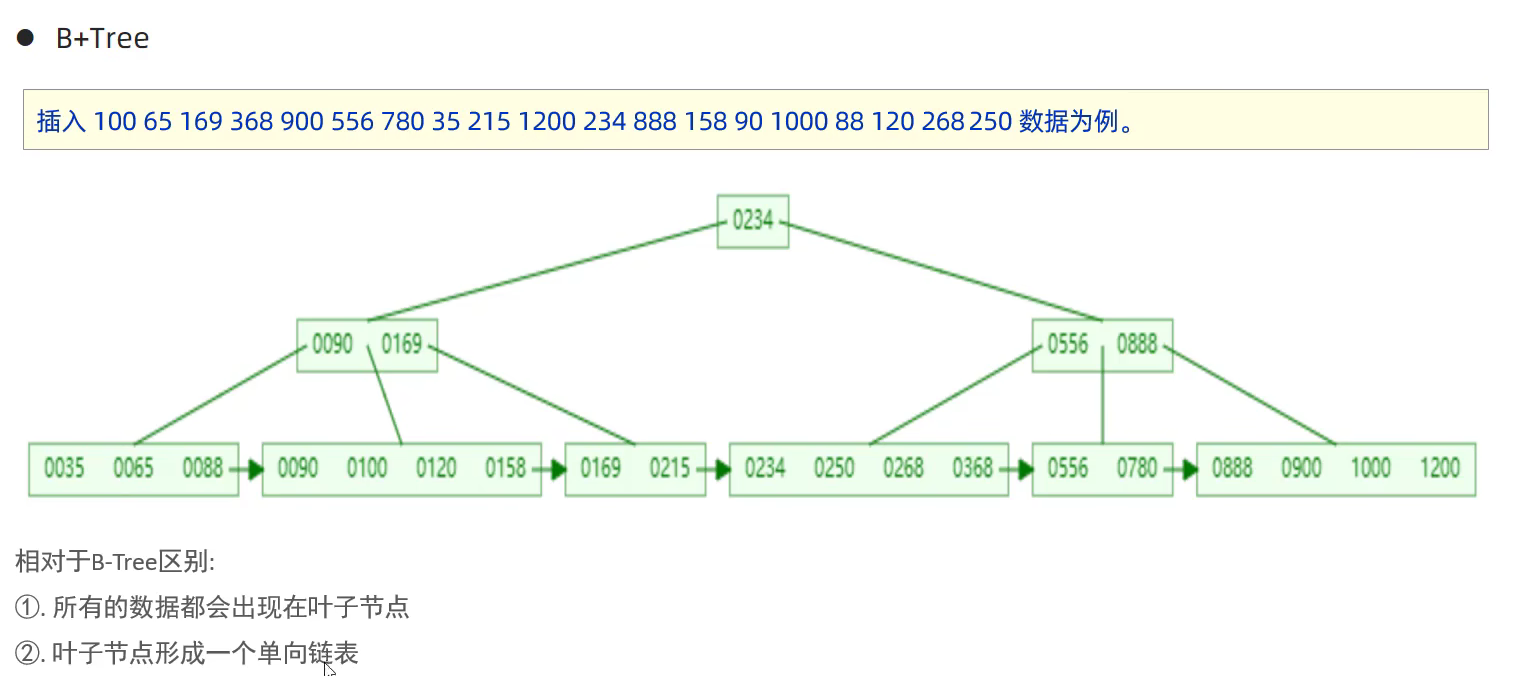 ● B+Tree
插入 100 65 169 368 900 556 780 35 215 1200 234 888 158 90 1000 88 120 268 250 数据为例。
0234
0090 0169 0556 0888
0035 0065 0088 0090 0100 0120 0158 0169 0215 0234 0250 0268 0368 0556 0780 0888 0900 1000 1200
相对于B-Tree区别:
①. 所有的数据都会出现在叶子节点
②. 叶子节点形成一个单向链表